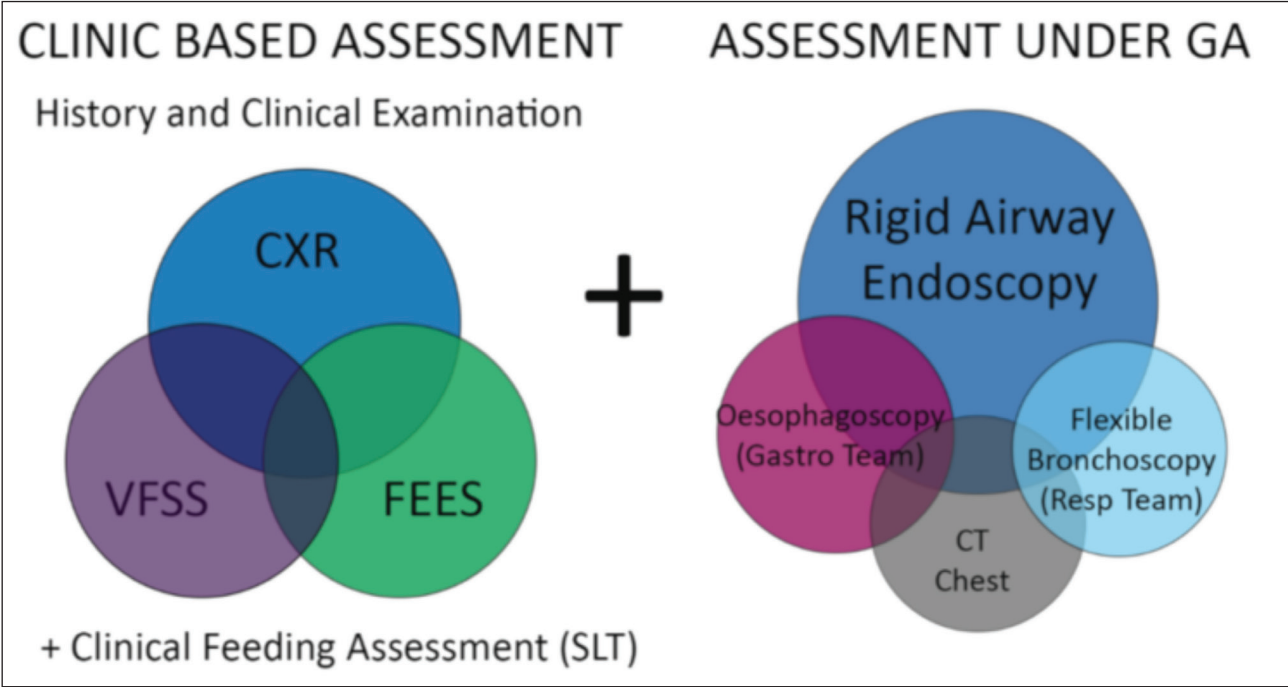 CLINIC BASED ASSESSMENT
History and Clinical Examination
CXR
VFSS
FEES
+ Clinical Feeding Assessment (SLT)
+
ASSESSMENT UNDER GA
Rigid Airway
Endoscopy
Oesophagoscopy
(Gastro Team)
Flexible
Bronchoscopy
(Resp Team)
CT
Chest